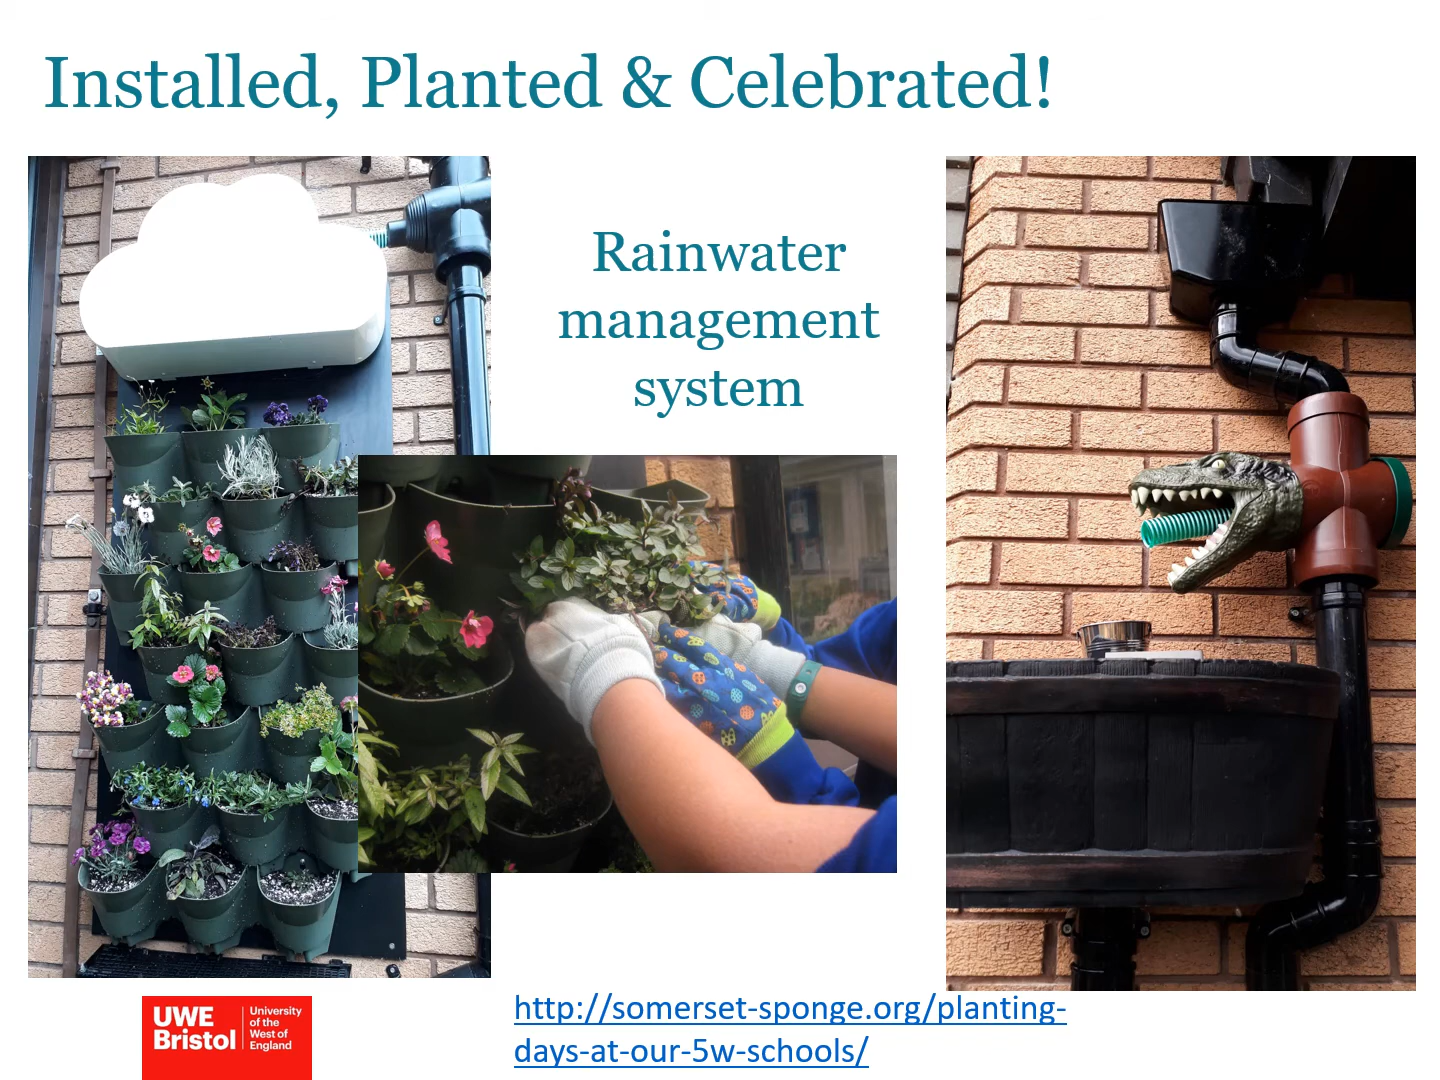 Installed, Planted & Celebrated!
Rainwater
management
system
UWE
Bristol
University
of the
West of
England
http://somerset-sponge.org/planting-
days-at-our-5w-schools/